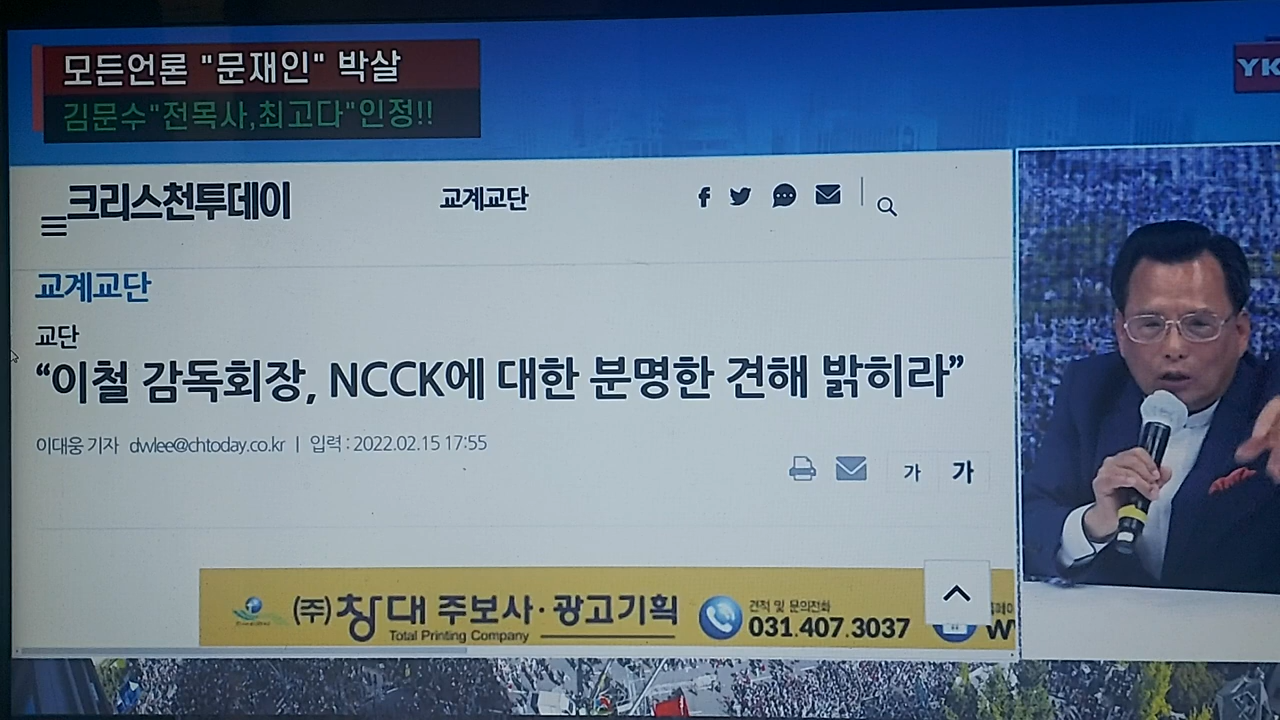 모든언론 "문재인" 박살
김문수"전목사,최고다"인정!!
YK
크리스천투데이
교계교단
교계교단
교단
“이철 감독회장, NCCK에 대한 분명한 견해 밝히라”
이대웅 기자 dwlee@chtoday.co.kr | 입력 : 2022.02.15 17:55
가 가
(주)창대 주보사·광고기획
Total Printing Company
견적 및 문의전화
031.407.3037
W